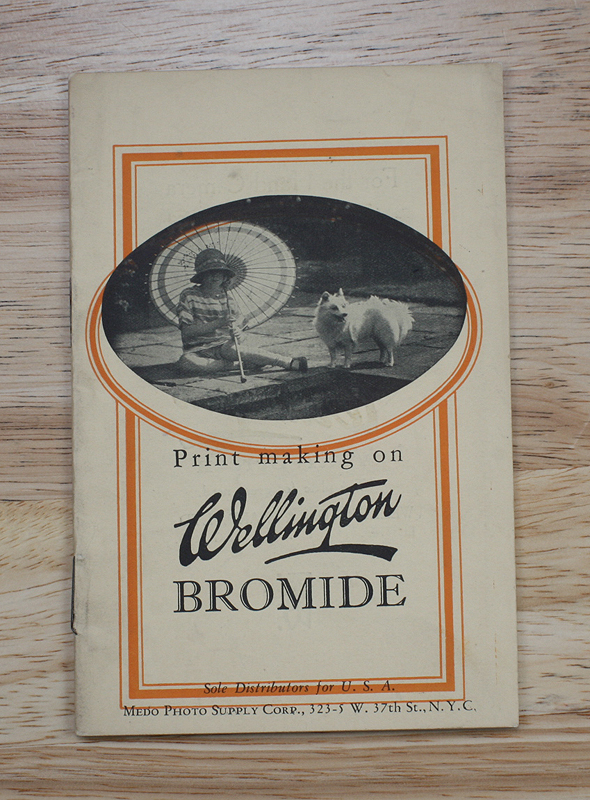 Print making on
Wellington
BROMIDE
Sole Distributors for U. S. A.
MEDO PHOTO SUPPLY CORP., 323-5 W. 37th St., N. Y. C.